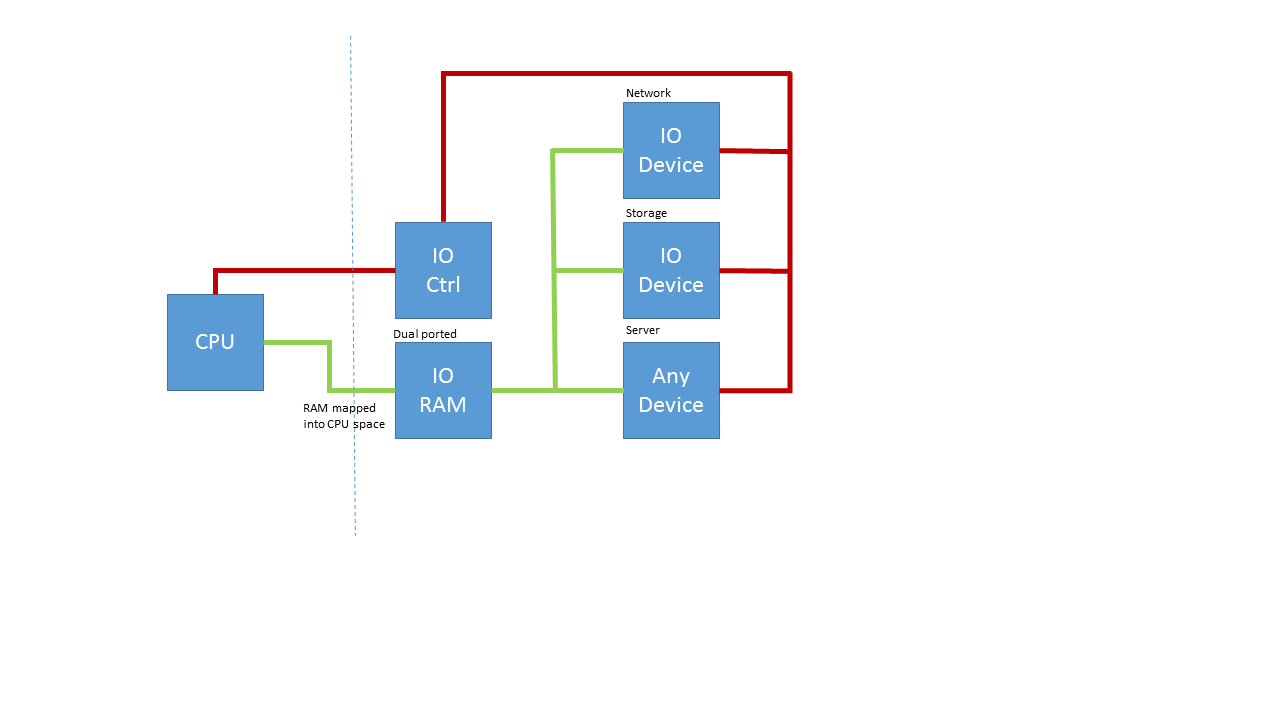 Network
IO
Device
Storage
IO
Ctrl
IO
Device
CPU
Dual ported
IO
RAM
Server
Any
Device
RAM mapped
into CPU space